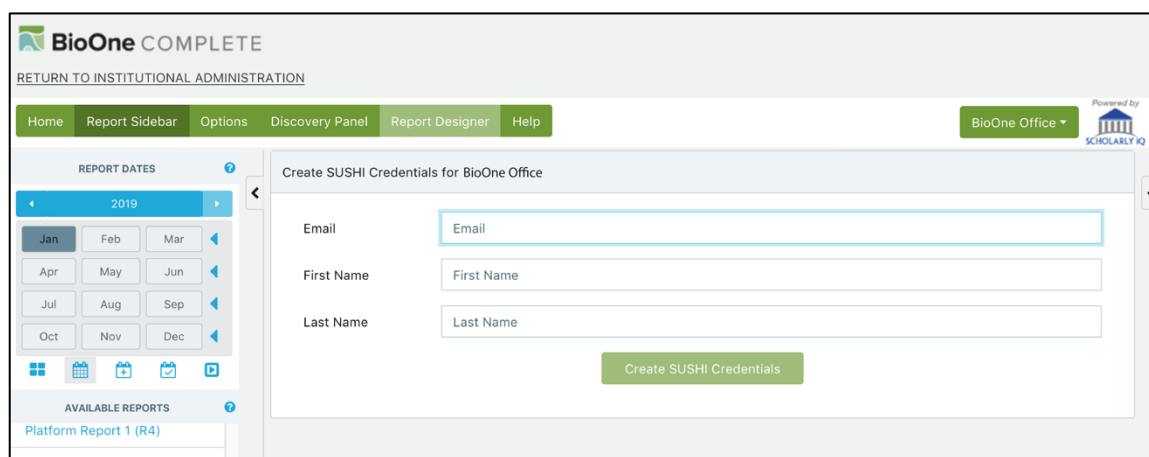 BioOne COMPLETE
RETURN TO INSTITUTIONAL ADMINISTRATION
Home Report Sidebar Options Discovery Panel Report Designer Help BioOne Office
Powered by
SCHOLARLY iQ
REPORT DATES ?
2019
Jan Feb Mar
Apr May Jun
Jul Aug Sep
Oct Nov Dec
AVAILABLE REPORTS ?
Platform Report 1 (R4)
Create SUSHI Credentials for BioOne Office
Email Email
First Name First Name
Last Name Last Name
Create SUSHI Credentials